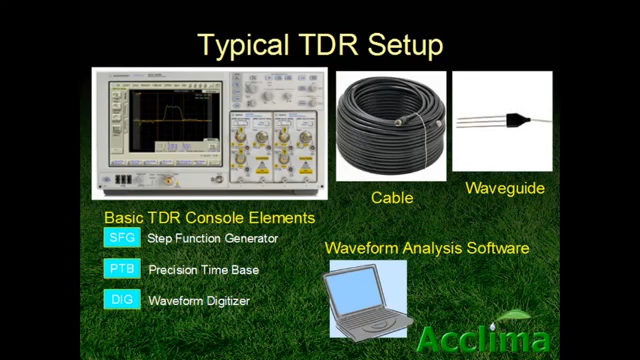 Typical TDR Setup
Cable
Waveguide
Basic TDR Console Elements
SFG Step Function Generator
PTB Precision Time Base
DIG Waveform Digitizer
Waveform Analysis Software
Acclima